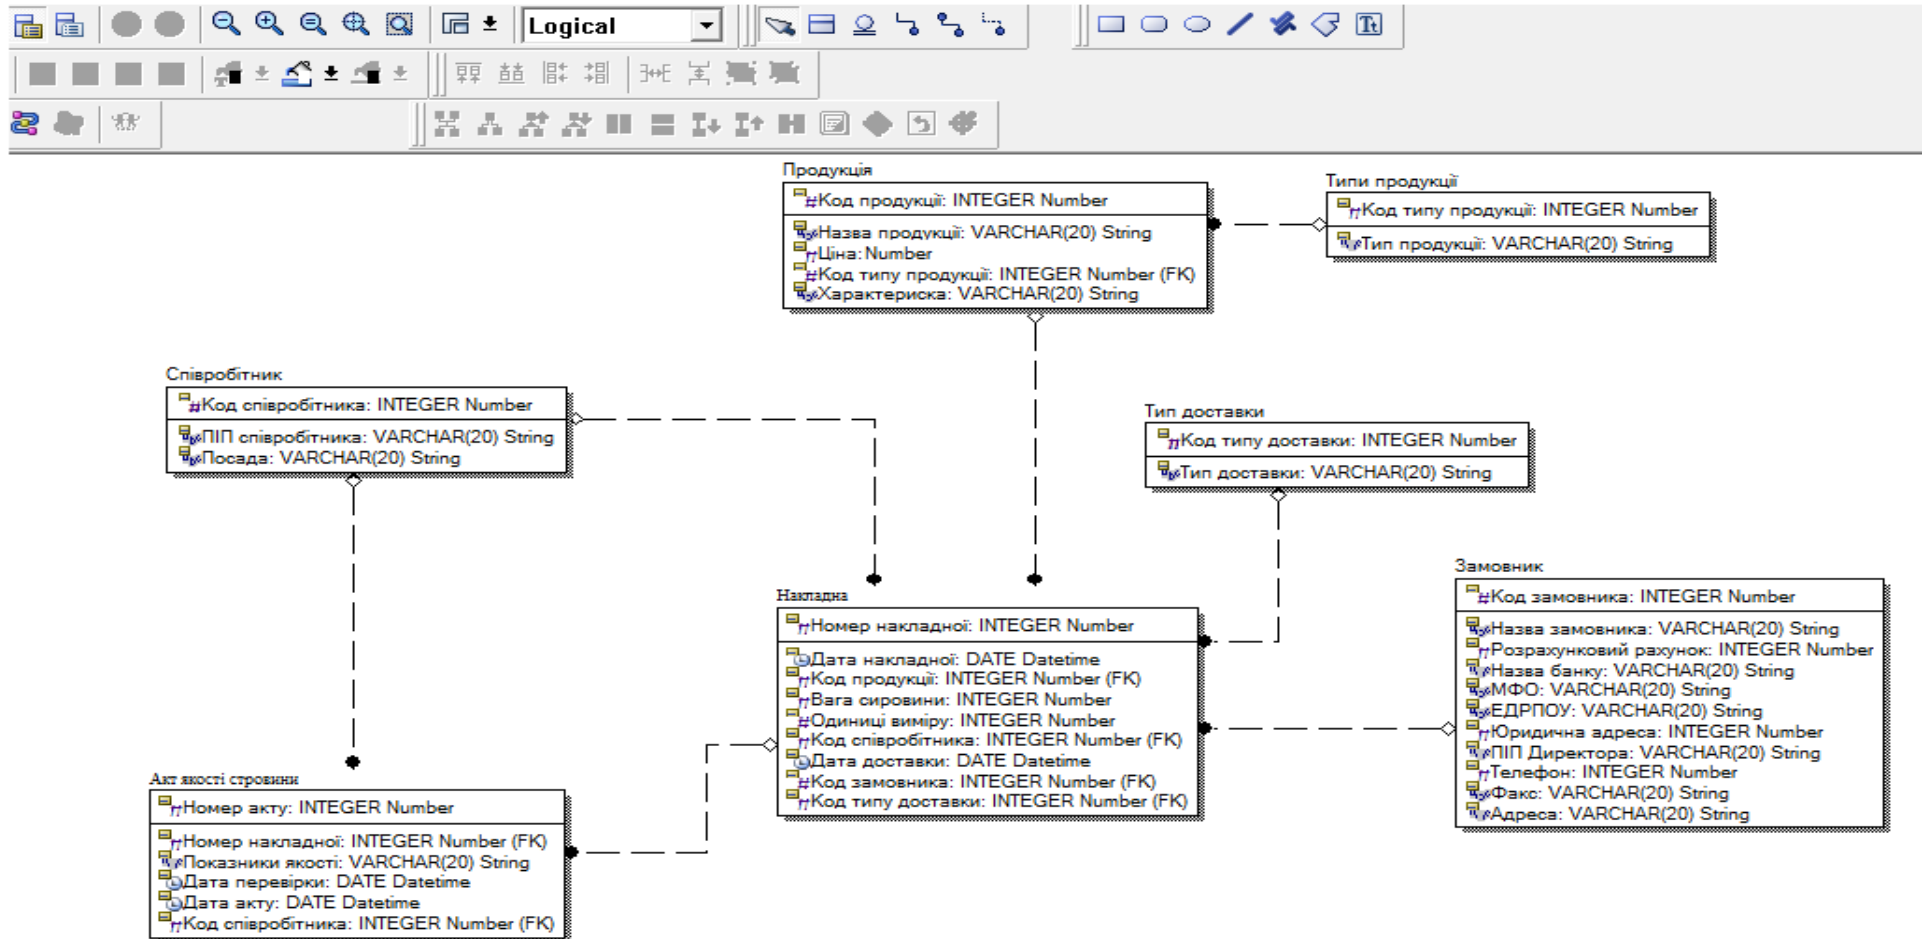 Logical
Продукція
Код продукції: INTEGER Number
Назва продукції: VARCHAR(20) String
Ціна: Number
Код типу продукції: INTEGER Number (FK)
Характериска: VARCHAR(20) String
Типи продукції
Код типу продукції: INTEGER Number
Тип продукції: VARCHAR(20) String
Співробітник
Код співробітника: INTEGER Number
ПІП співробітника: VARCHAR(20) String
Посада: VARCHAR(20) String
Тип доставки
Код типу доставки: INTEGER Number
Тип доставки: VARCHAR(20) String
Накладна
Номер накладної: INTEGER Number
Дата накладної: DATE Datetime
Код продукції: INTEGER Number (FK)
Вага сировини: INTEGER Number
Одиниці виміру: INTEGER Number
Код співробітника: INTEGER Number (FK)
Дата доставки: DATE Datetime
Код замовника: INTEGER Number (FK)
Код типу доставки: INTEGER Number (FK)
Замовник
Код замовника: INTEGER Number
Назва замовника: VARCHAR(20) String
Розрахунковий рахунок: INTEGER Number
Назва банку: VARCHAR(20) String
МФО: VARCHAR(20) String
ЕДРПОУ: VARCHAR(20) String
Юридична адреса: INTEGER Number
ПІП Директора: VARCHAR(20) String
Телефон: INTEGER Number
Факс: VARCHAR(20) String
Адреса: VARCHAR(20) String
Акт якості стровини
Номер акту: INTEGER Number
Номер накладної: INTEGER Number (FK)
Показники якості: VARCHAR(20) String
Дата перевірки: DATE Datetime
Дата акту: DATE Datetime
Код співробітника: INTEGER Number (FK)